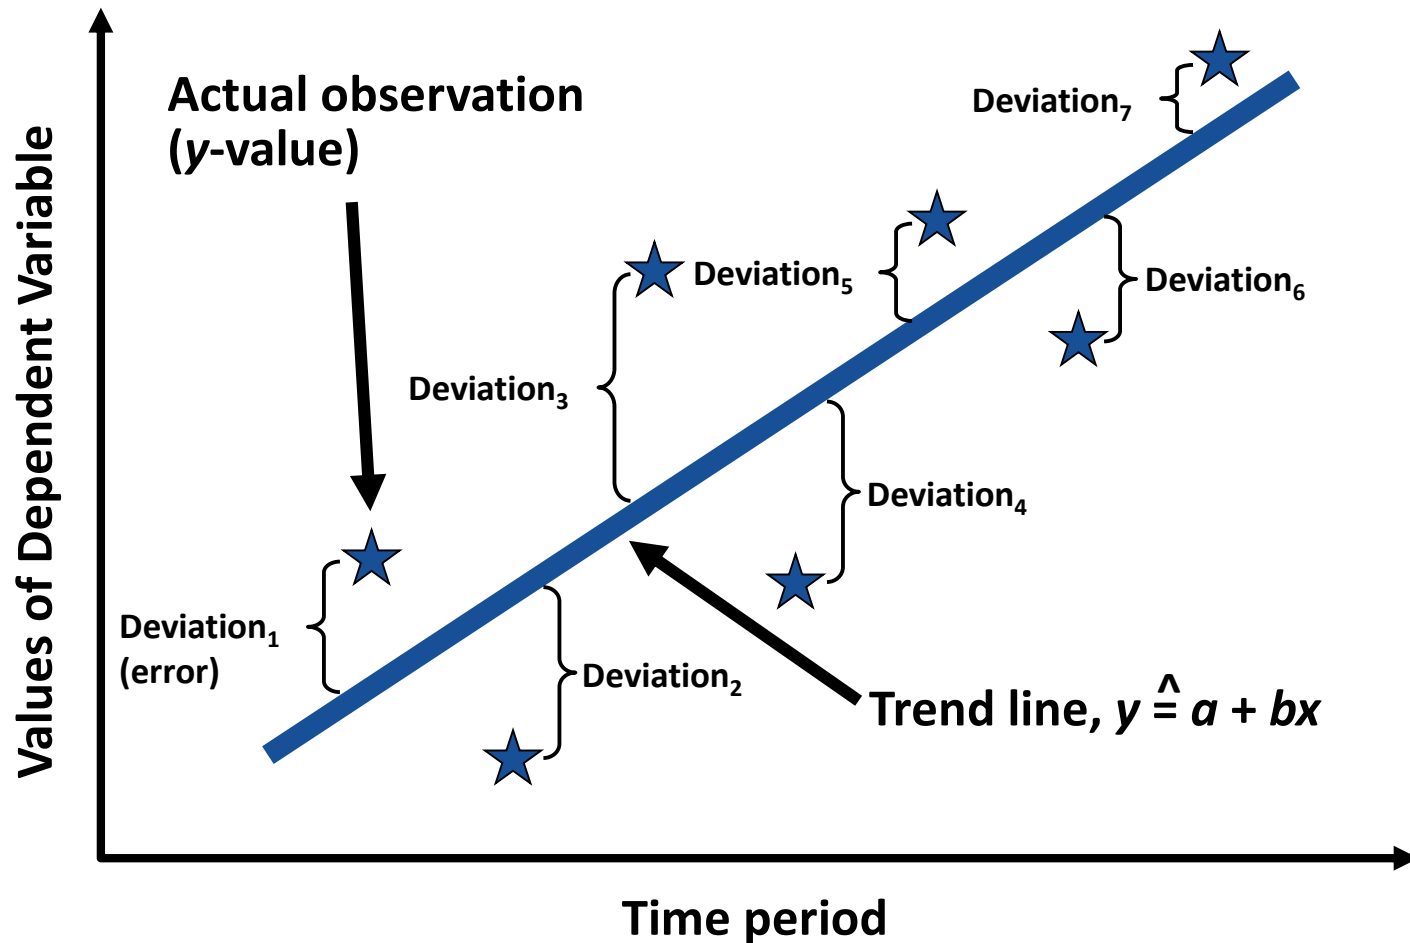 Values of Dependent Variable
Actual observation
(y-value)
Deviation₇
Deviation₅
Deviation₆
Deviation₃
Deviation₄
Deviation₁
(error)
Deviation₂
Trend line, y ≙ a + bx
Time period